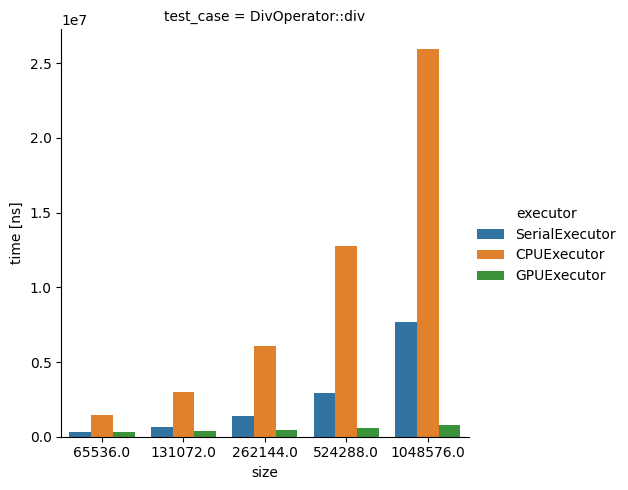 test_case = DivOperator::div
1e7
2.5
2.0
1.5
1.0
0.5
0.0
time [ns]
65536.0 131072.0 262144.0 524288.0 1048576.0
size
executor
SerialExecutor
CPUExecutor
GPUExecutor